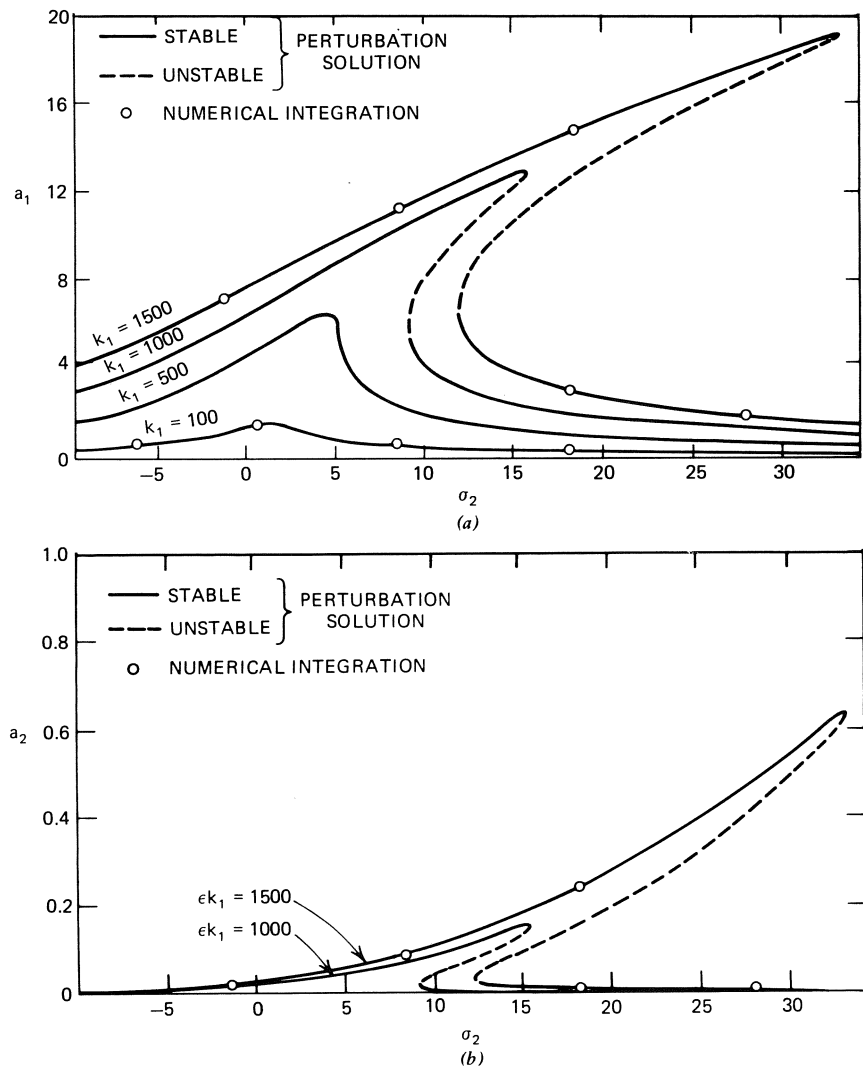 20
STABLE
UNSTABLE
PERTURBATION
SOLUTION
NUMERICAL INTEGRATION
16
12
a₁
8
4
0
k₁ = 1500
k₁ = 1000
k₁ = 500
k₁ = 100
−5 0 5 10 15 20 25 30
σ₂
(a)
1.0
STABLE
UNSTABLE
PERTURBATION
SOLUTION
NUMERICAL INTEGRATION
0.8
0.6
a₂
0.4
0.2
0
ϵk₁ = 1500
ϵk₁ = 1000
−5 0 5 10 15 20 25 30
σ₂
(b)